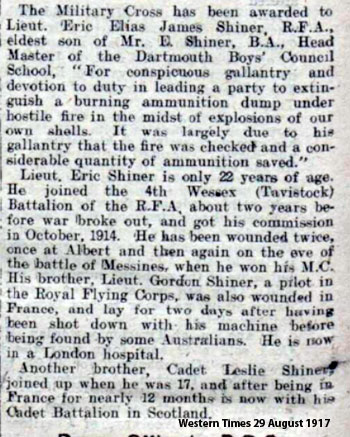 The Military Cross has been awarded to
Lieut. Eric Elias James Shiner, R.F.A.,
eldest son of Mr. E. Shiner, B.A., Head
Master of the Dartmouth Boys' Council
School, "For conspicuous gallantry and
devotion to duty in leading a party to extin-
guish a burning ammunition dump under
hostile fire in the midst of explosions of our
own shells. It was largely due to his
gallantry that the fire was checked and a con-
siderable quantity of ammunition saved."
Lieut. Eric Shiner is only 22 years of age.
He joined the 4th Wessex (Tavistock)
Battalion of the R.F.A. about two years be-
fore war broke out, and got his commission
in October, 1914. He has been wounded twice,
once at Albert and then again on the eve of
the battle of Messines, when he won his M.C.
His brother, Lieut. Gordon Shiner, a pilot in
the Royal Flying Corps, was also wounded in
France, and lay for two days after having
been shot down with his machine before
being found by some Australians. He is now
in a London hospital.
Another brother, Cadet Leslie Shiner,
joined up when he was 17, and after being in
France for nearly 12 months is now with his
Cadet Battalion in Scotland.
Western Times 29 August 1917